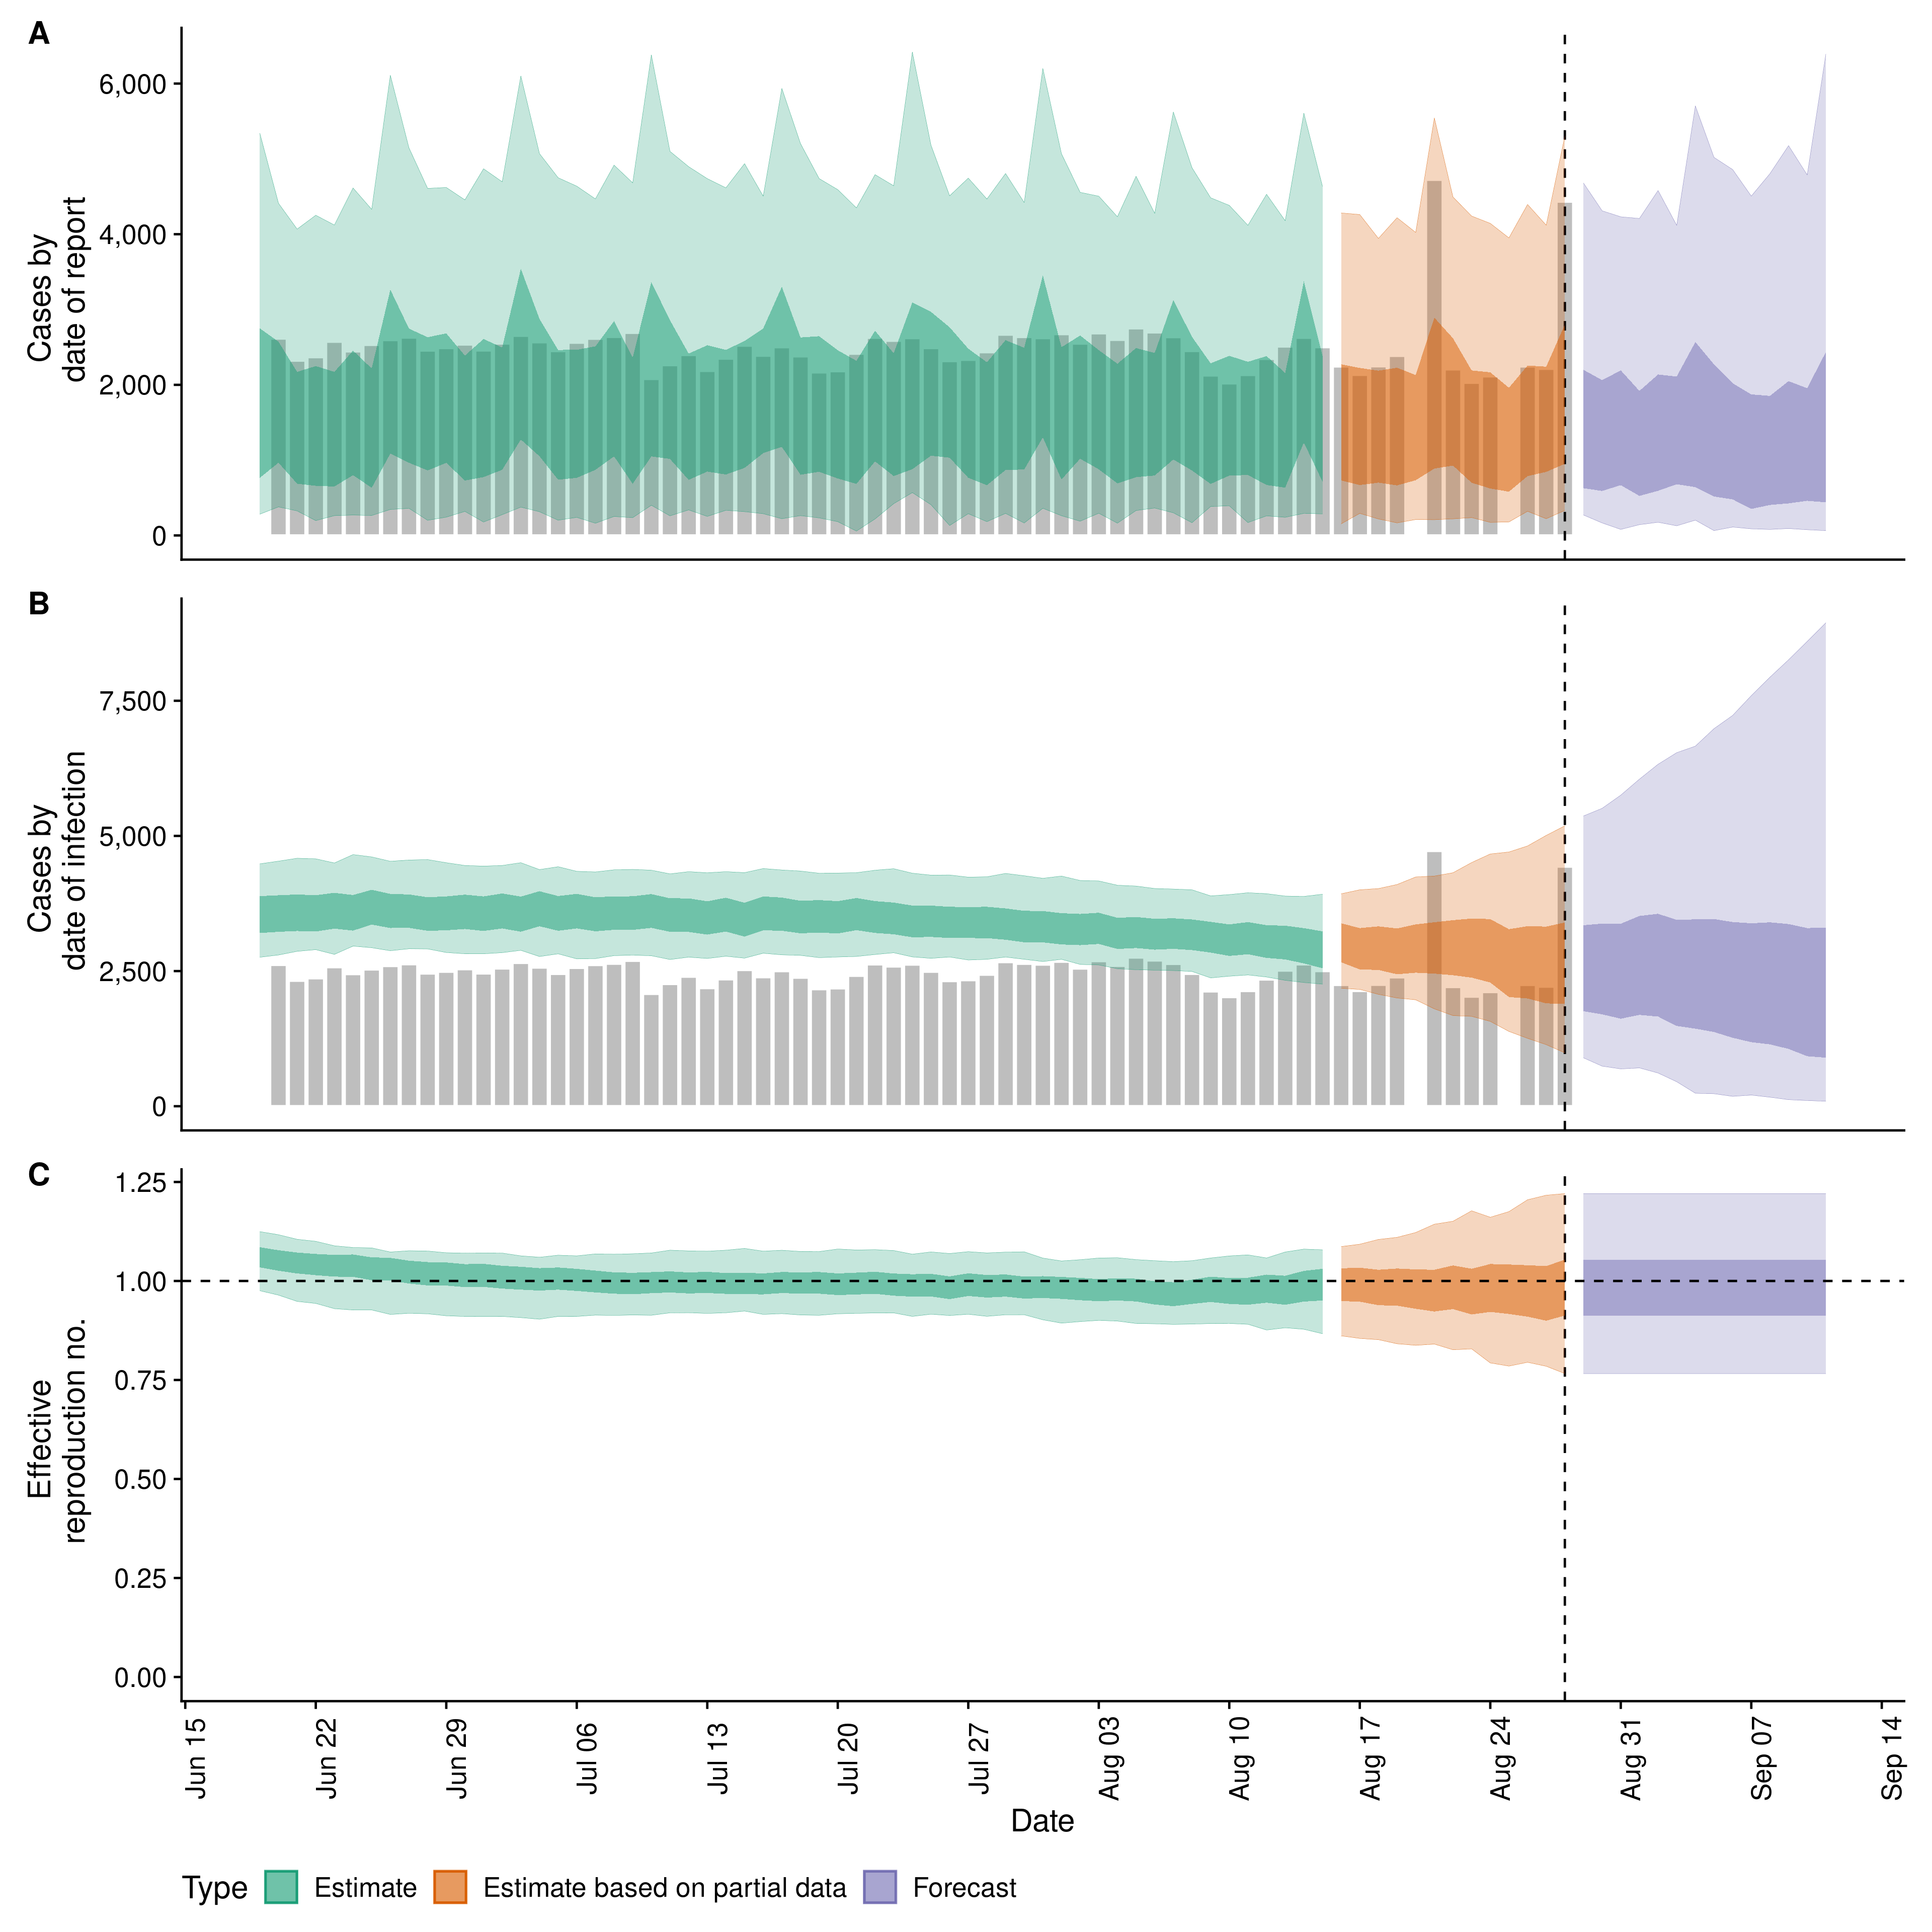 A
6,000
4,000
2,000
0
Cases by
date of report
B
7,500
5,000
2,500
0
Cases by
date of infection
C
1.25
1.00
0.75
0.50
0.25
0.00
Effective
reproduction no.
Jun 15
Jun 22
Jun 29
Jul 06
Jul 13
Jul 20
Jul 27
Aug 03
Aug 10
Aug 17
Aug 24
Aug 31
Sep 07
Sep 14
Date
Type Estimate Estimate based on partial data Forecast